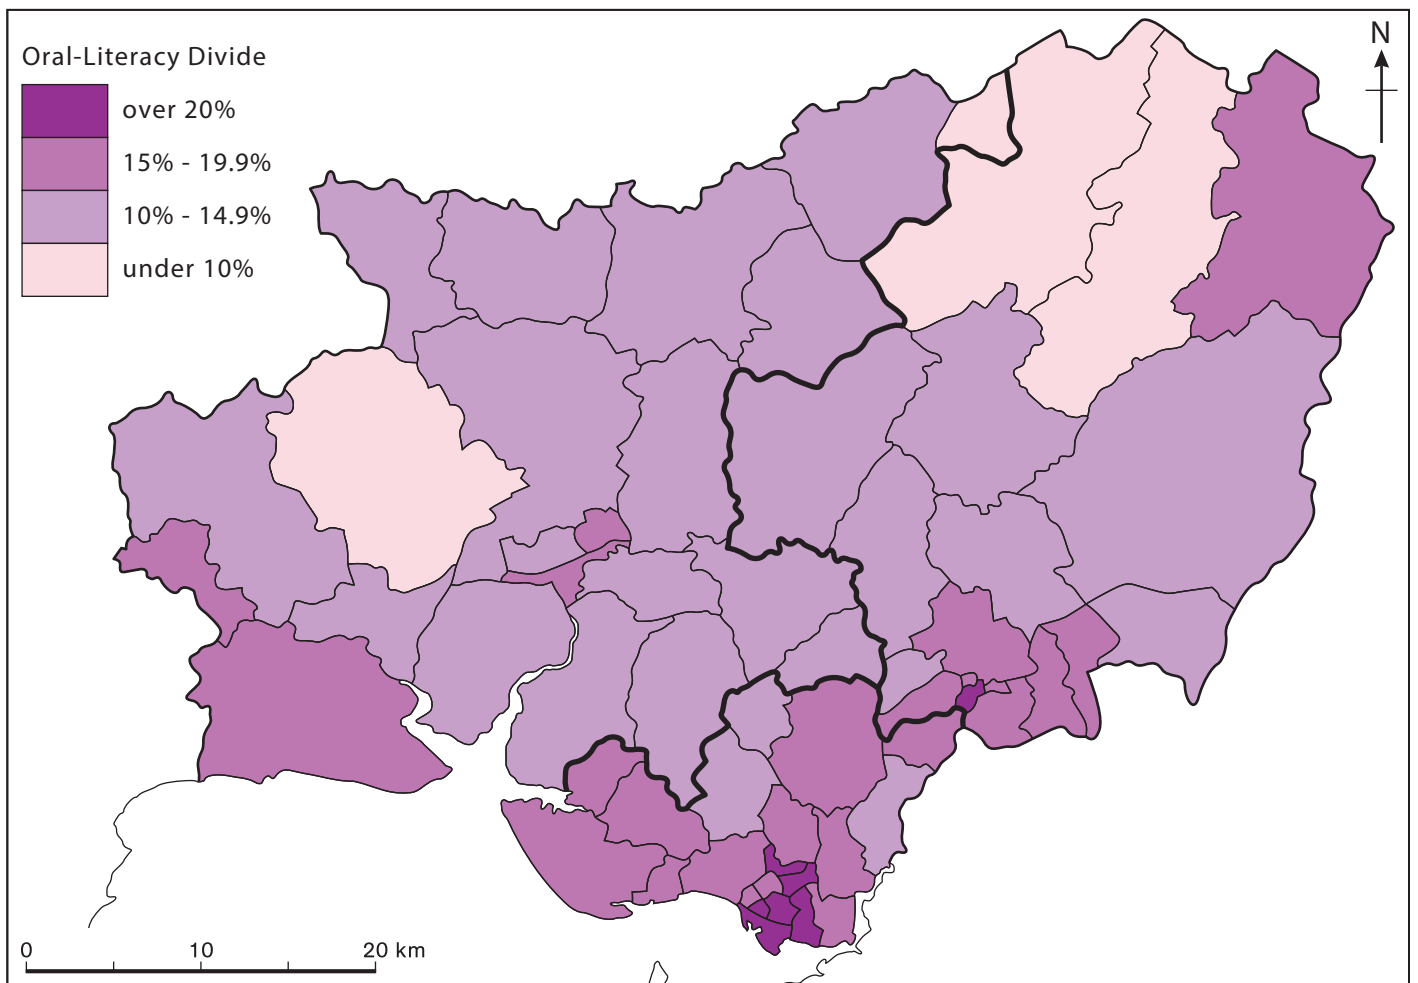 Oral-Literacy Divide
over 20%
15% - 19.9%
10% - 14.9%
under 10%
N
0 10 20 km